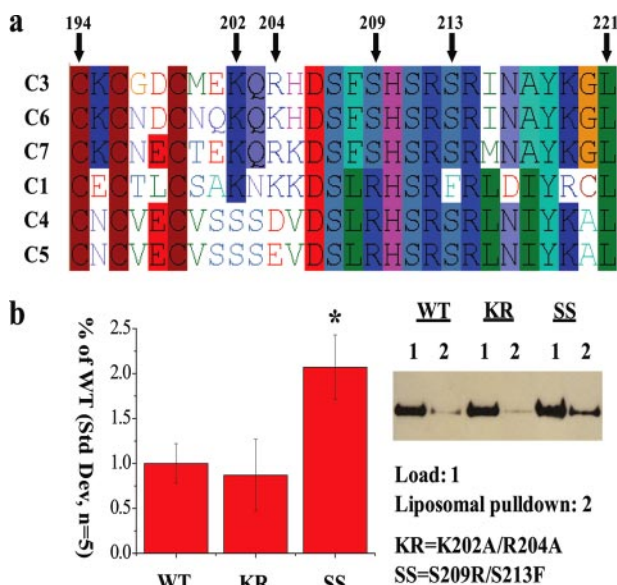 a
194 202 204 209 213 221
C3 CKCGDCMEKQRHDSFSHSRSRINAYKGL
C6 CKCNDCNQKQKHDSFSHSRSRINAYKGL
C7 CKCNECTEKQRKDSFSHSRSRMNAYKGL
C1 CECTLCSAKNKKDSLRHSRFRLDIYRCL
C4 CNCVECVSSSDVDSLRHSRSRLNIYKAL
C5 CNCVECVSSSEVDSLRHSRSRLNIYKAL
b
% of WT (Std Dev, n=5)
2.5
2.0
1.5
1.0
0.5
0.0
*
WT KR SS
WT KR SS
1 2 1 2 1 2
Load: 1
Liposomal pulldown: 2
KR=K202A/R204A
SS=S209R/S213F